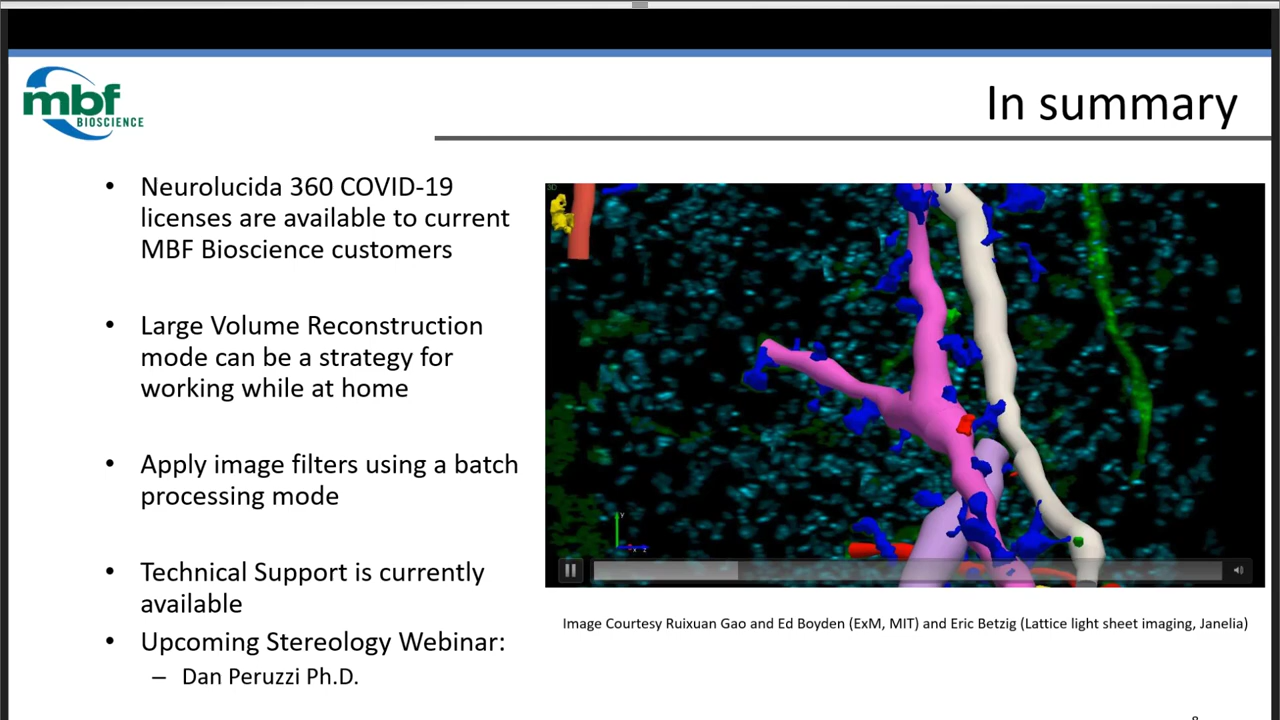 mbf
BIOSCIENCE
In summary
• Neurolucida 360 COVID-19
licenses are available to current
MBF Bioscience customers
• Large Volume Reconstruction
mode can be a strategy for
working while at home
• Apply image filters using a batch
processing mode
• Technical Support is currently
available
• Upcoming Stereology Webinar:
– Dan Peruzzi Ph.D.
3D
y
x
z
Image Courtesy Ruixuan Gao and Ed Boyden (ExM, MIT) and Eric Betzig (Lattice light sheet imaging, Janelia)